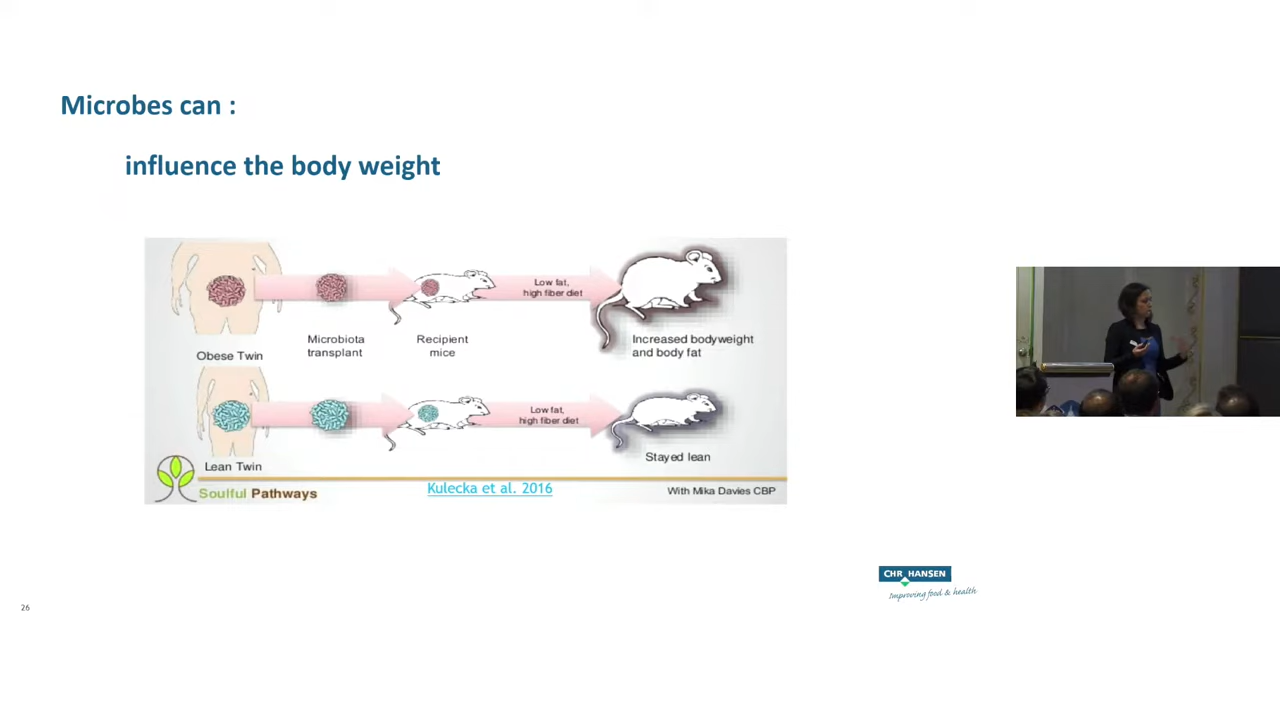 Microbes can :
influence the body weight
Low fat,
high fiber diet
Microbiota
transplant
Recipient
mice
Increased bodyweight
and body fat
Obese Twin
Low fat,
high fiber diet
Stayed lean
Lean Twin
Soulful Pathways
Kulecka et al. 2016
With Mika Davies CBP
CHR HANSEN
Improving food & health
26